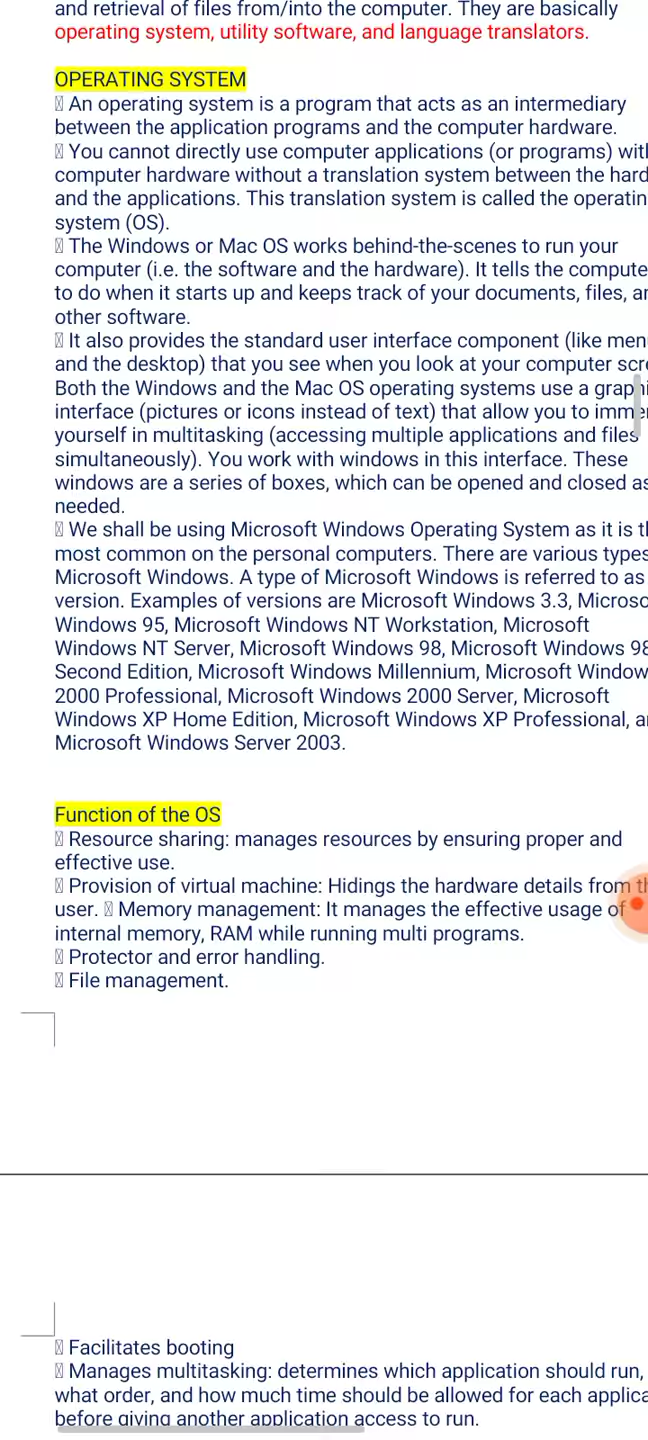 and retrieval of files from/into the computer. They are basically
operating system, utility software, and language translators.
OPERATING SYSTEM
An operating system is a program that acts as an intermediary
between the application programs and the computer hardware.
You cannot directly use computer applications (or programs) wit
computer hardware without a translation system between the hard
and the applications. This translation system is called the operatin
system (OS).
The Windows or Mac OS works behind-the-scenes to run your
computer (i.e. the software and the hardware). It tells the compute
to do when it starts up and keeps track of your documents, files, a
other software.
It also provides the standard user interface component (like men
and the desktop) that you see when you look at your computer scre
Both the Windows and the Mac OS operating systems use a graphi
interface (pictures or icons instead of text) that allow you to immer
yourself in multitasking (accessing multiple applications and files
simultaneously). You work with windows in this interface. These
windows are a series of boxes, which can be opened and closed as
needed.
We shall be using Microsoft Windows Operating System as it is t
most common on the personal computers. There are various types
Microsoft Windows. A type of Microsoft Windows is referred to as
version. Examples of versions are Microsoft Windows 3.3, Microso
Windows 95, Microsoft Windows NT Workstation, Microsoft
Windows NT Server, Microsoft Windows 98, Microsoft Windows 98
Second Edition, Microsoft Windows Millennium, Microsoft Window
2000 Professional, Microsoft Windows 2000 Server, Microsoft
Windows XP Home Edition, Microsoft Windows XP Professional, a
Microsoft Windows Server 2003.
Function of the OS
Resource sharing: manages resources by ensuring proper and
effective use.
Provision of virtual machine: Hidings the hardware details from t
user. Memory management: It manages the effective usage of
internal memory, RAM while running multi programs.
Protector and error handling.
File management.
Facilitates booting
Manages multitasking: determines which application should run,
what order, and how much time should be allowed for each applica
before giving another application access to run.